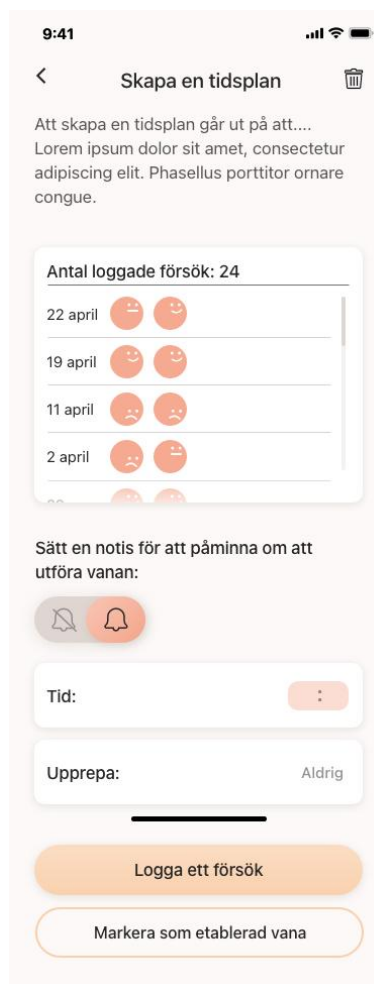 9:41
Skapa en tidsplan
Att skapa en tidsplan går ut på att....
Lorem ipsum dolor sit amet, consectetur
adipiscing elit. Phasellus porttitor ornare
congue.
Antal loggade försök: 24
22 april
19 april
11 april
2 april
Sätt en notis för att påminna om att
utföra vanan:
Tid:
:
Upprepa:
Aldrig
Logga ett försök
Markera som etablerad vana